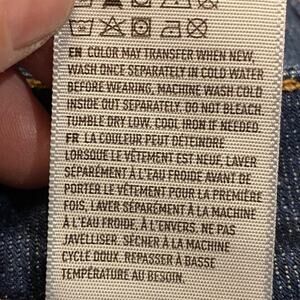 EN COLOR MAY TRANSFER WHEN NEW,
WASH ONCE SEPARATELY IN COLD WATER
BEFORE WEARING, MACHINE WASH COLD
INSIDE OUT SEPARATELY. DO NOT BLEACH
TUMBLE DRY LOW, COOL IRON IF NEEDED.
FR LA COULEUR PEUT DÉTEINDRE
LORSQUE LE VÊTEMENT EST NEUF, LAVER
SÉPARÉMENT À L'EAU FROIDE AVANT DE
PORTER LE VÊTEMENT POUR LA PREMIÈRE
FOIS, LAVER SÉPARÉMENT À LA MACHINE
À L'EAU FROIDE, À L'ENVERS. NE PAS
JAVELLISER. SÉCHER À LA MACHINE
CYCLE DOUX. REPASSER À BASSE
TEMPÉRATURE AU BESOIN.